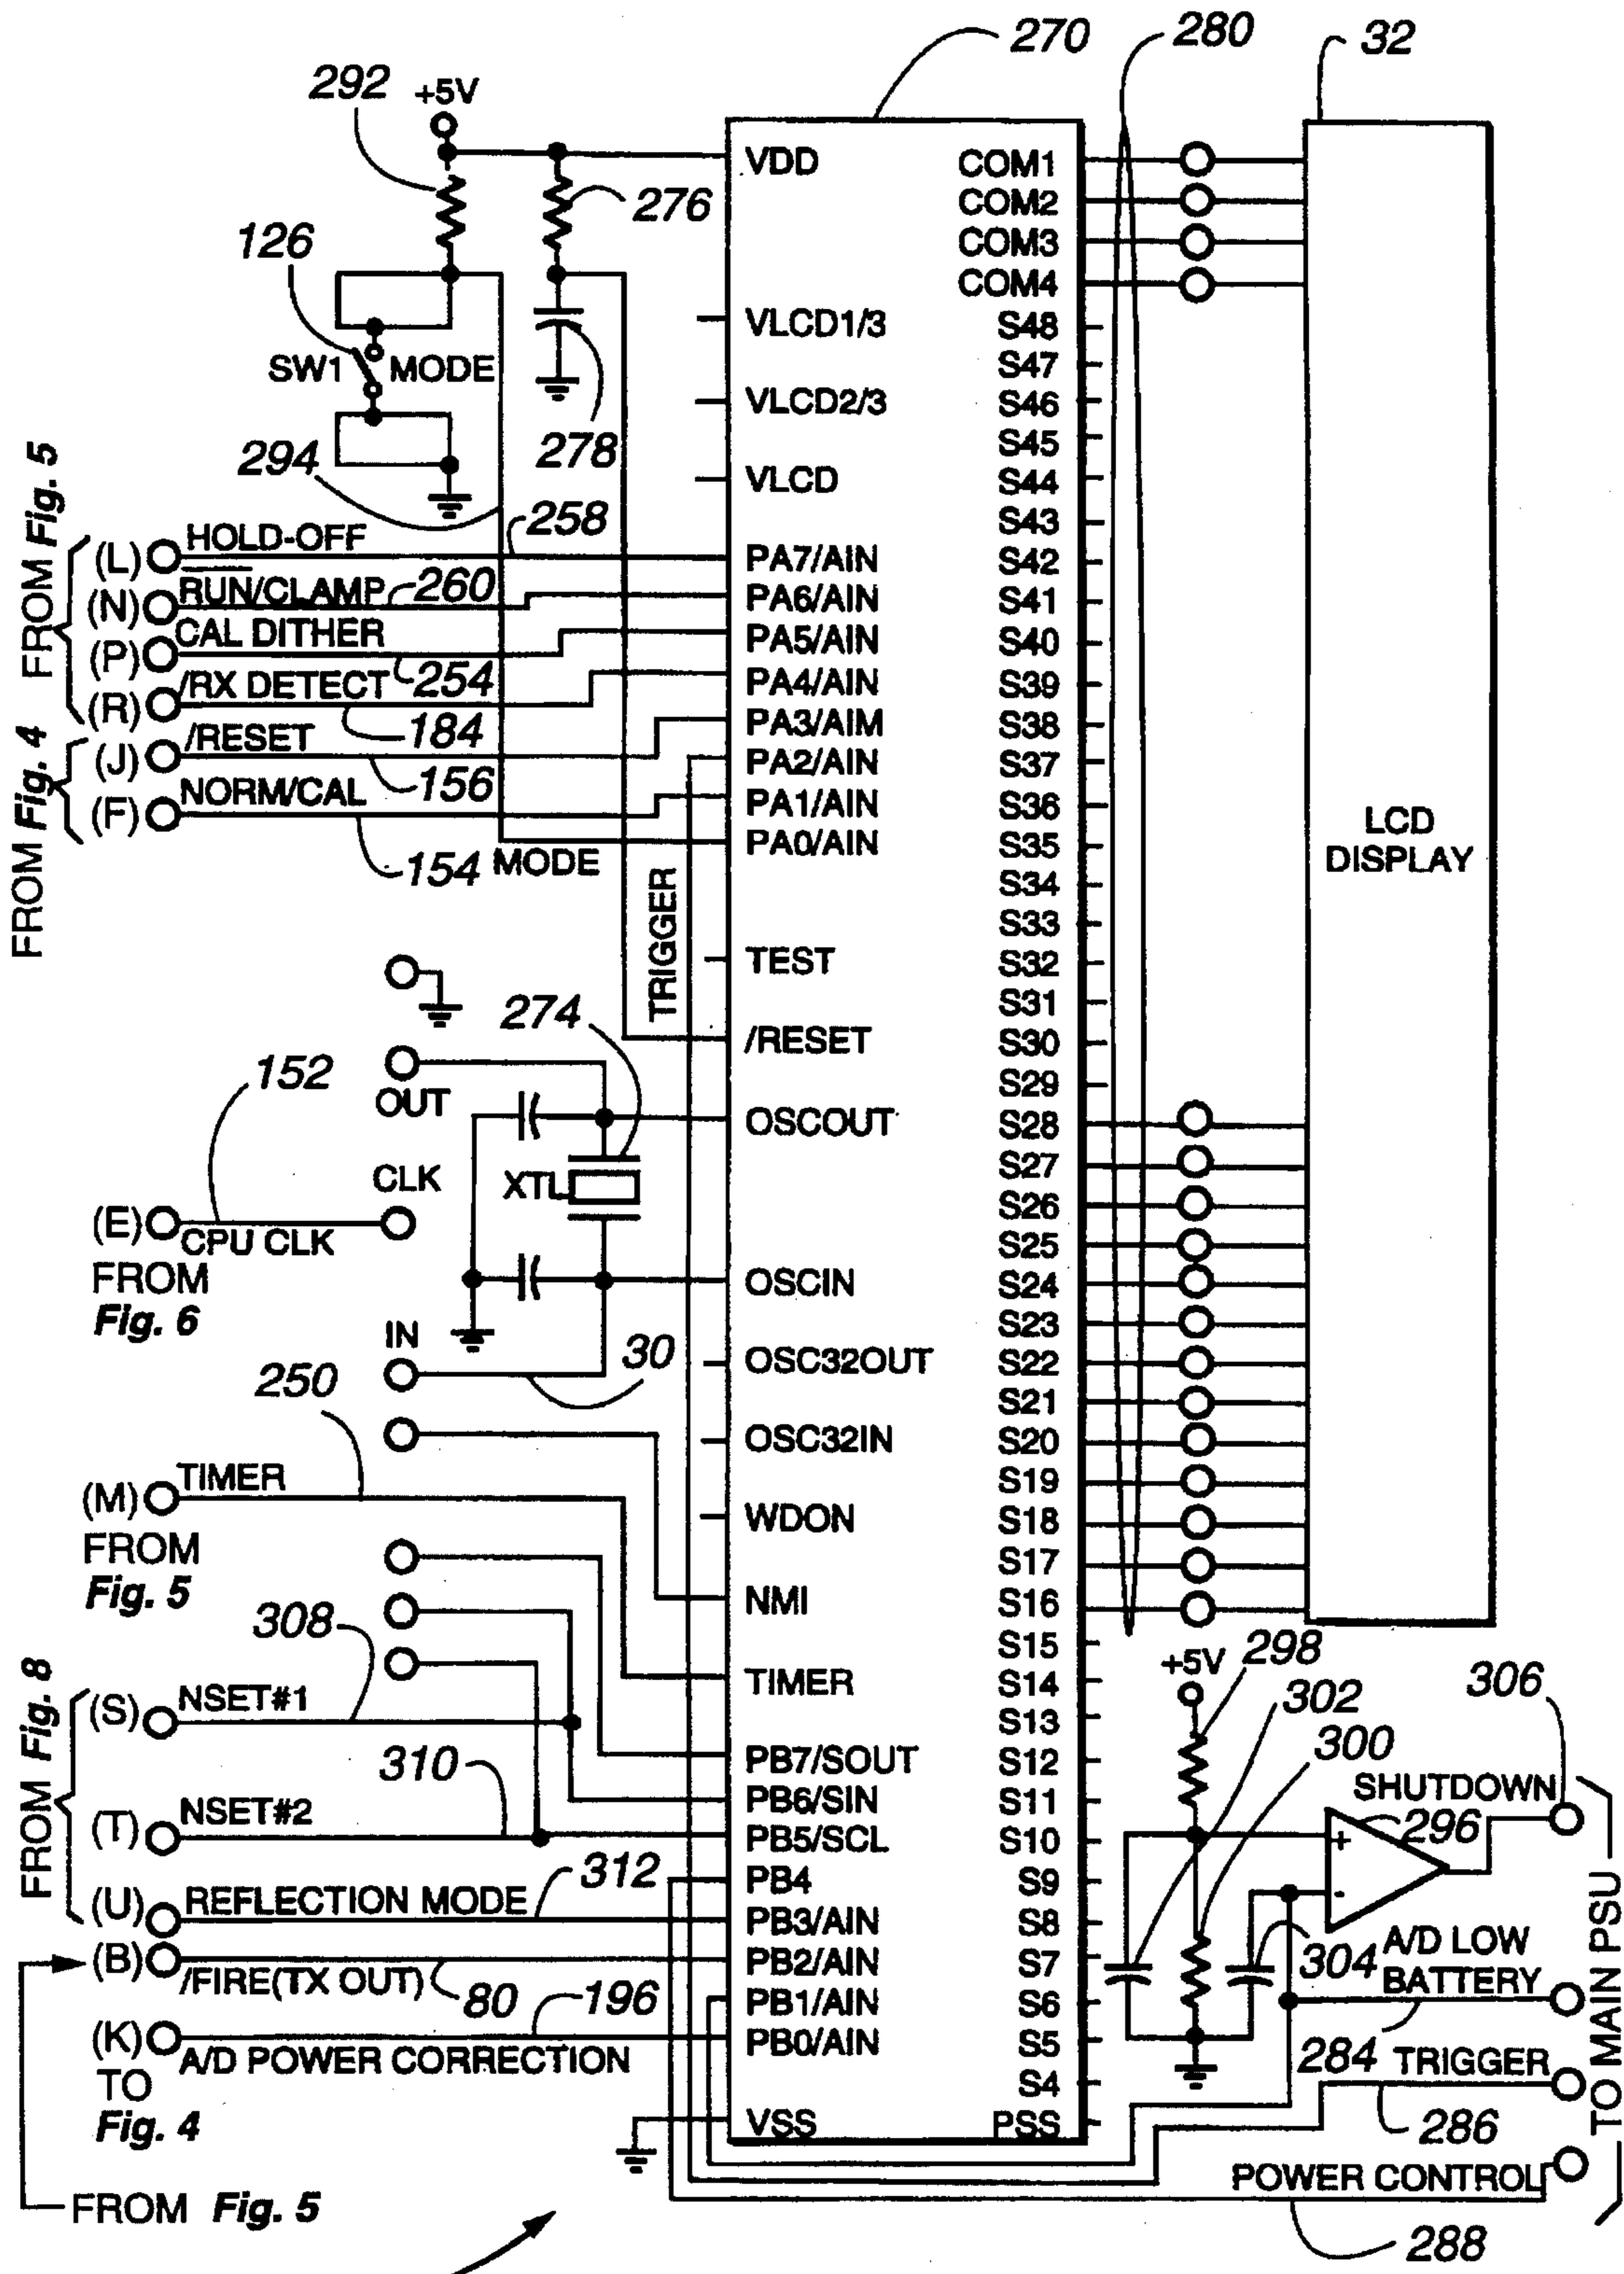 270
280
32
292
+5V
276
126
SW1
MODE
278
294
VDD
VLCD1/3
VLCD2/3
VLCD
PA7/AIN
PA6/AIN
PA5/AIN
PA4/AIN
PA3/AIM
PA2/AIN
PA1/AIN
PA0/AIN
TEST
/RESET
OSCOUT
OSCIN
OSC32OUT
OSC32IN
WDON
NMI
TIMER
PB7/SOUT
PB6/SIN
PB5/SCL
PB4
PB3/AIN
PB2/AIN
PB1/AIN
PB0/AIN
VSS
COM1
COM2
COM3
COM4
S48
S47
S46
S45
S44
S43
S42
S41
S40
S39
S38
S37
S36
S35
S34
S33
S32
S31
S30
S29
S28
S27
S26
S25
S24
S23
S22
S21
S20
S19
S18
S17
S16
S15
S14
S13
S12
S11
S10
S9
S8
S7
S6
S5
S4
PSS
LCD
DISPLAY
FROM Fig. 5
(L) HOLD-OFF 258
(N) RUN/CLAMP 260
(P) CAL DITHER 254
(R) /RX DETECT 184
FROM Fig. 4
(J) /RESET 156
(F) NORM/CAL 154
MODE
TRIGGER
274
OUT
152
CLK
XTL
(E) CPU CLK
FROM
Fig. 6
IN
30
250
(M) TIMER
FROM
Fig. 5
308
FROM Fig. 8
(S) NSET#1
310
(T) NSET#2
(U) REFLECTION MODE 312
(B) /FIRE(TX OUT) 80
196
(K) A/D POWER CORRECTION
TO
Fig. 4
FROM Fig. 5
+5V
298
302
300
306
SHUTDOWN
296
+
-
304
A/D LOW
BATTERY
284
TRIGGER
286
POWER CONTROL
288
TO MAIN PSU